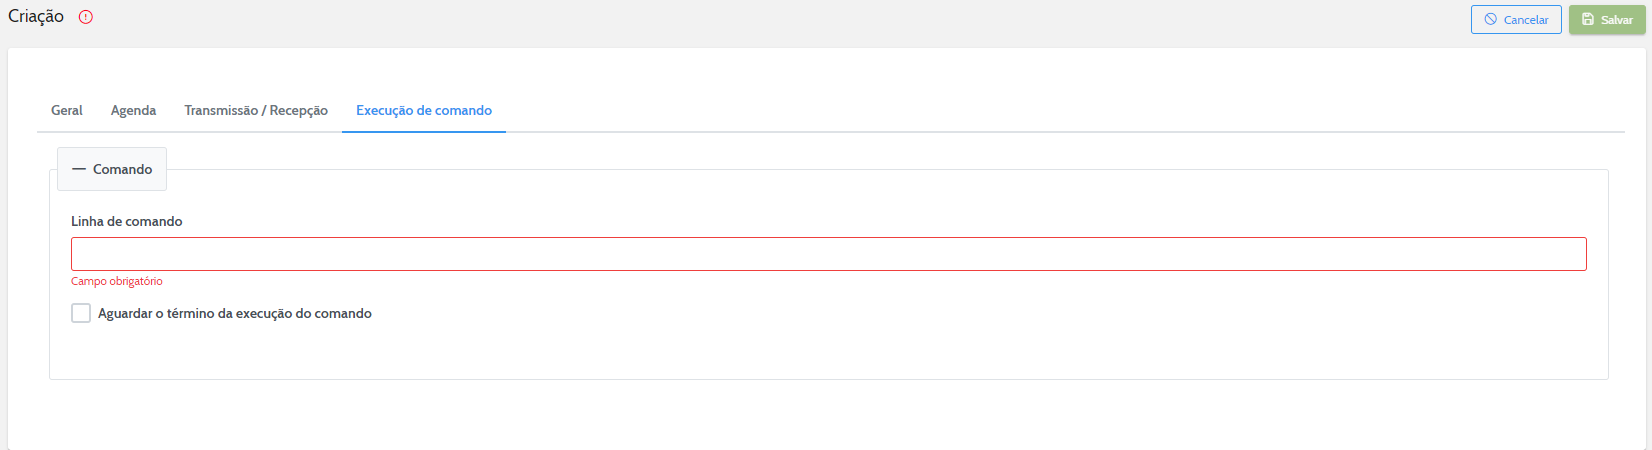 Criação
Cancelar
Salvar
Geral
Agenda
Transmissão / Recepção
Execução de comando
Comando
Linha de comando
Campo obrigatório
Aguardar o término da execução do comando